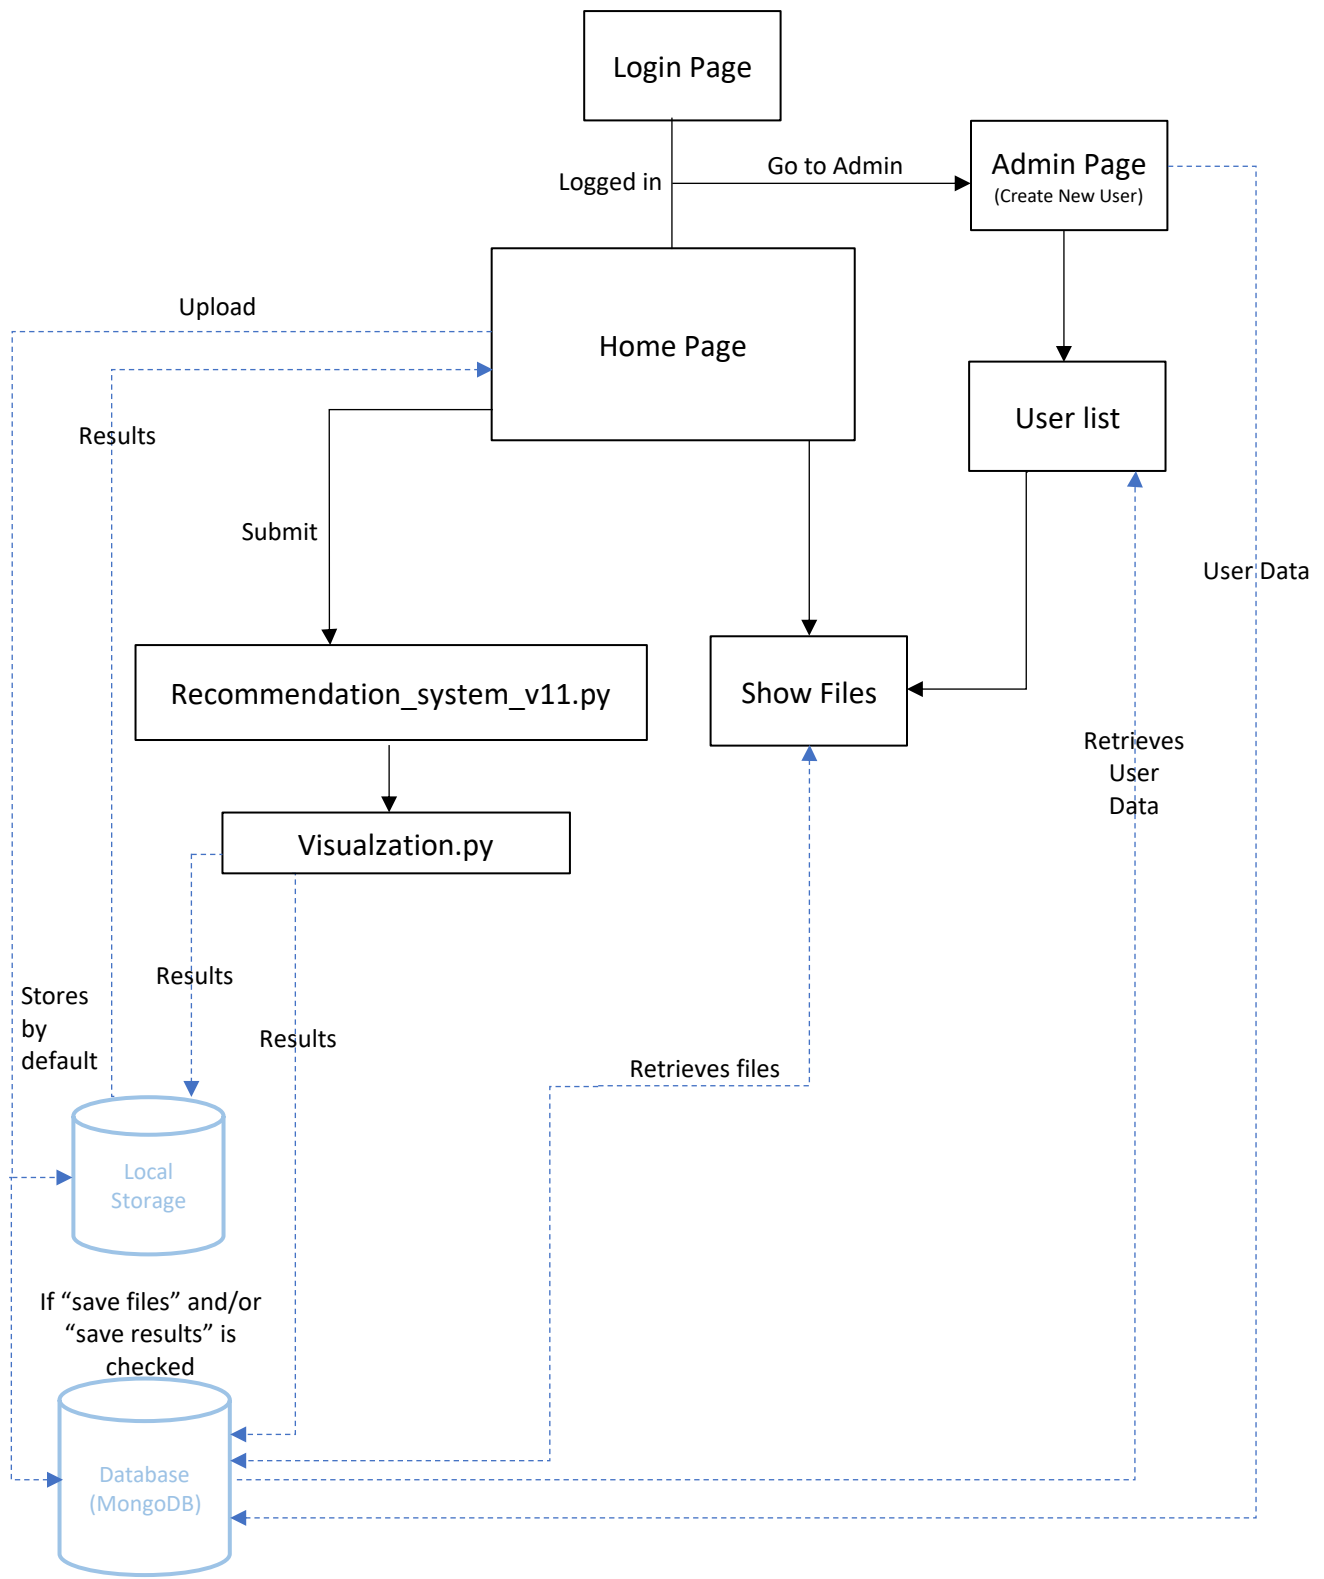 Login Page
Logged in
Go to Admin
Admin Page
(Create New User)
Upload
Home Page
Results
User list
Submit
User Data
Recommendation_system_v11.py
Show Files
Retrieves
User
Data
Visualzation.py
Results
Stores
by
default
Results
Retrieves files
Local
Storage
If “save files” and/or
“save results” is
checked
Database
(MongoDB)